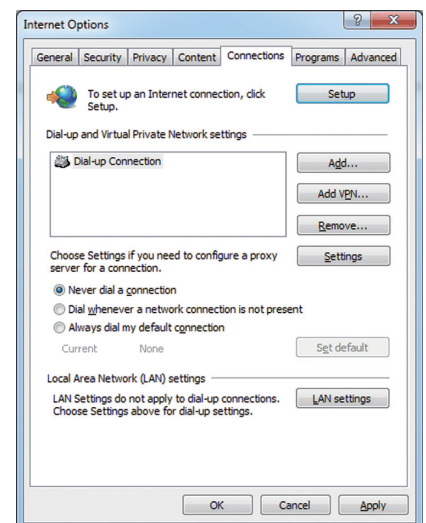 Internet Options
General Security Privacy Content Connections Programs Advanced
To set up an Internet connection, click
Setup.
Setup
Dial-up and Virtual Private Network settings
Dial-up Connection
Add...
Add VPN...
Remove...
Choose Settings if you need to configure a proxy
server for a connection.
Settings
Never dial a connection
Dial whenever a network connection is not present
Always dial my default connection
Current None
Set default
Local Area Network (LAN) settings
LAN Settings do not apply to dial-up connections.
Choose Settings above for dial-up settings.
LAN settings
OK Cancel Apply